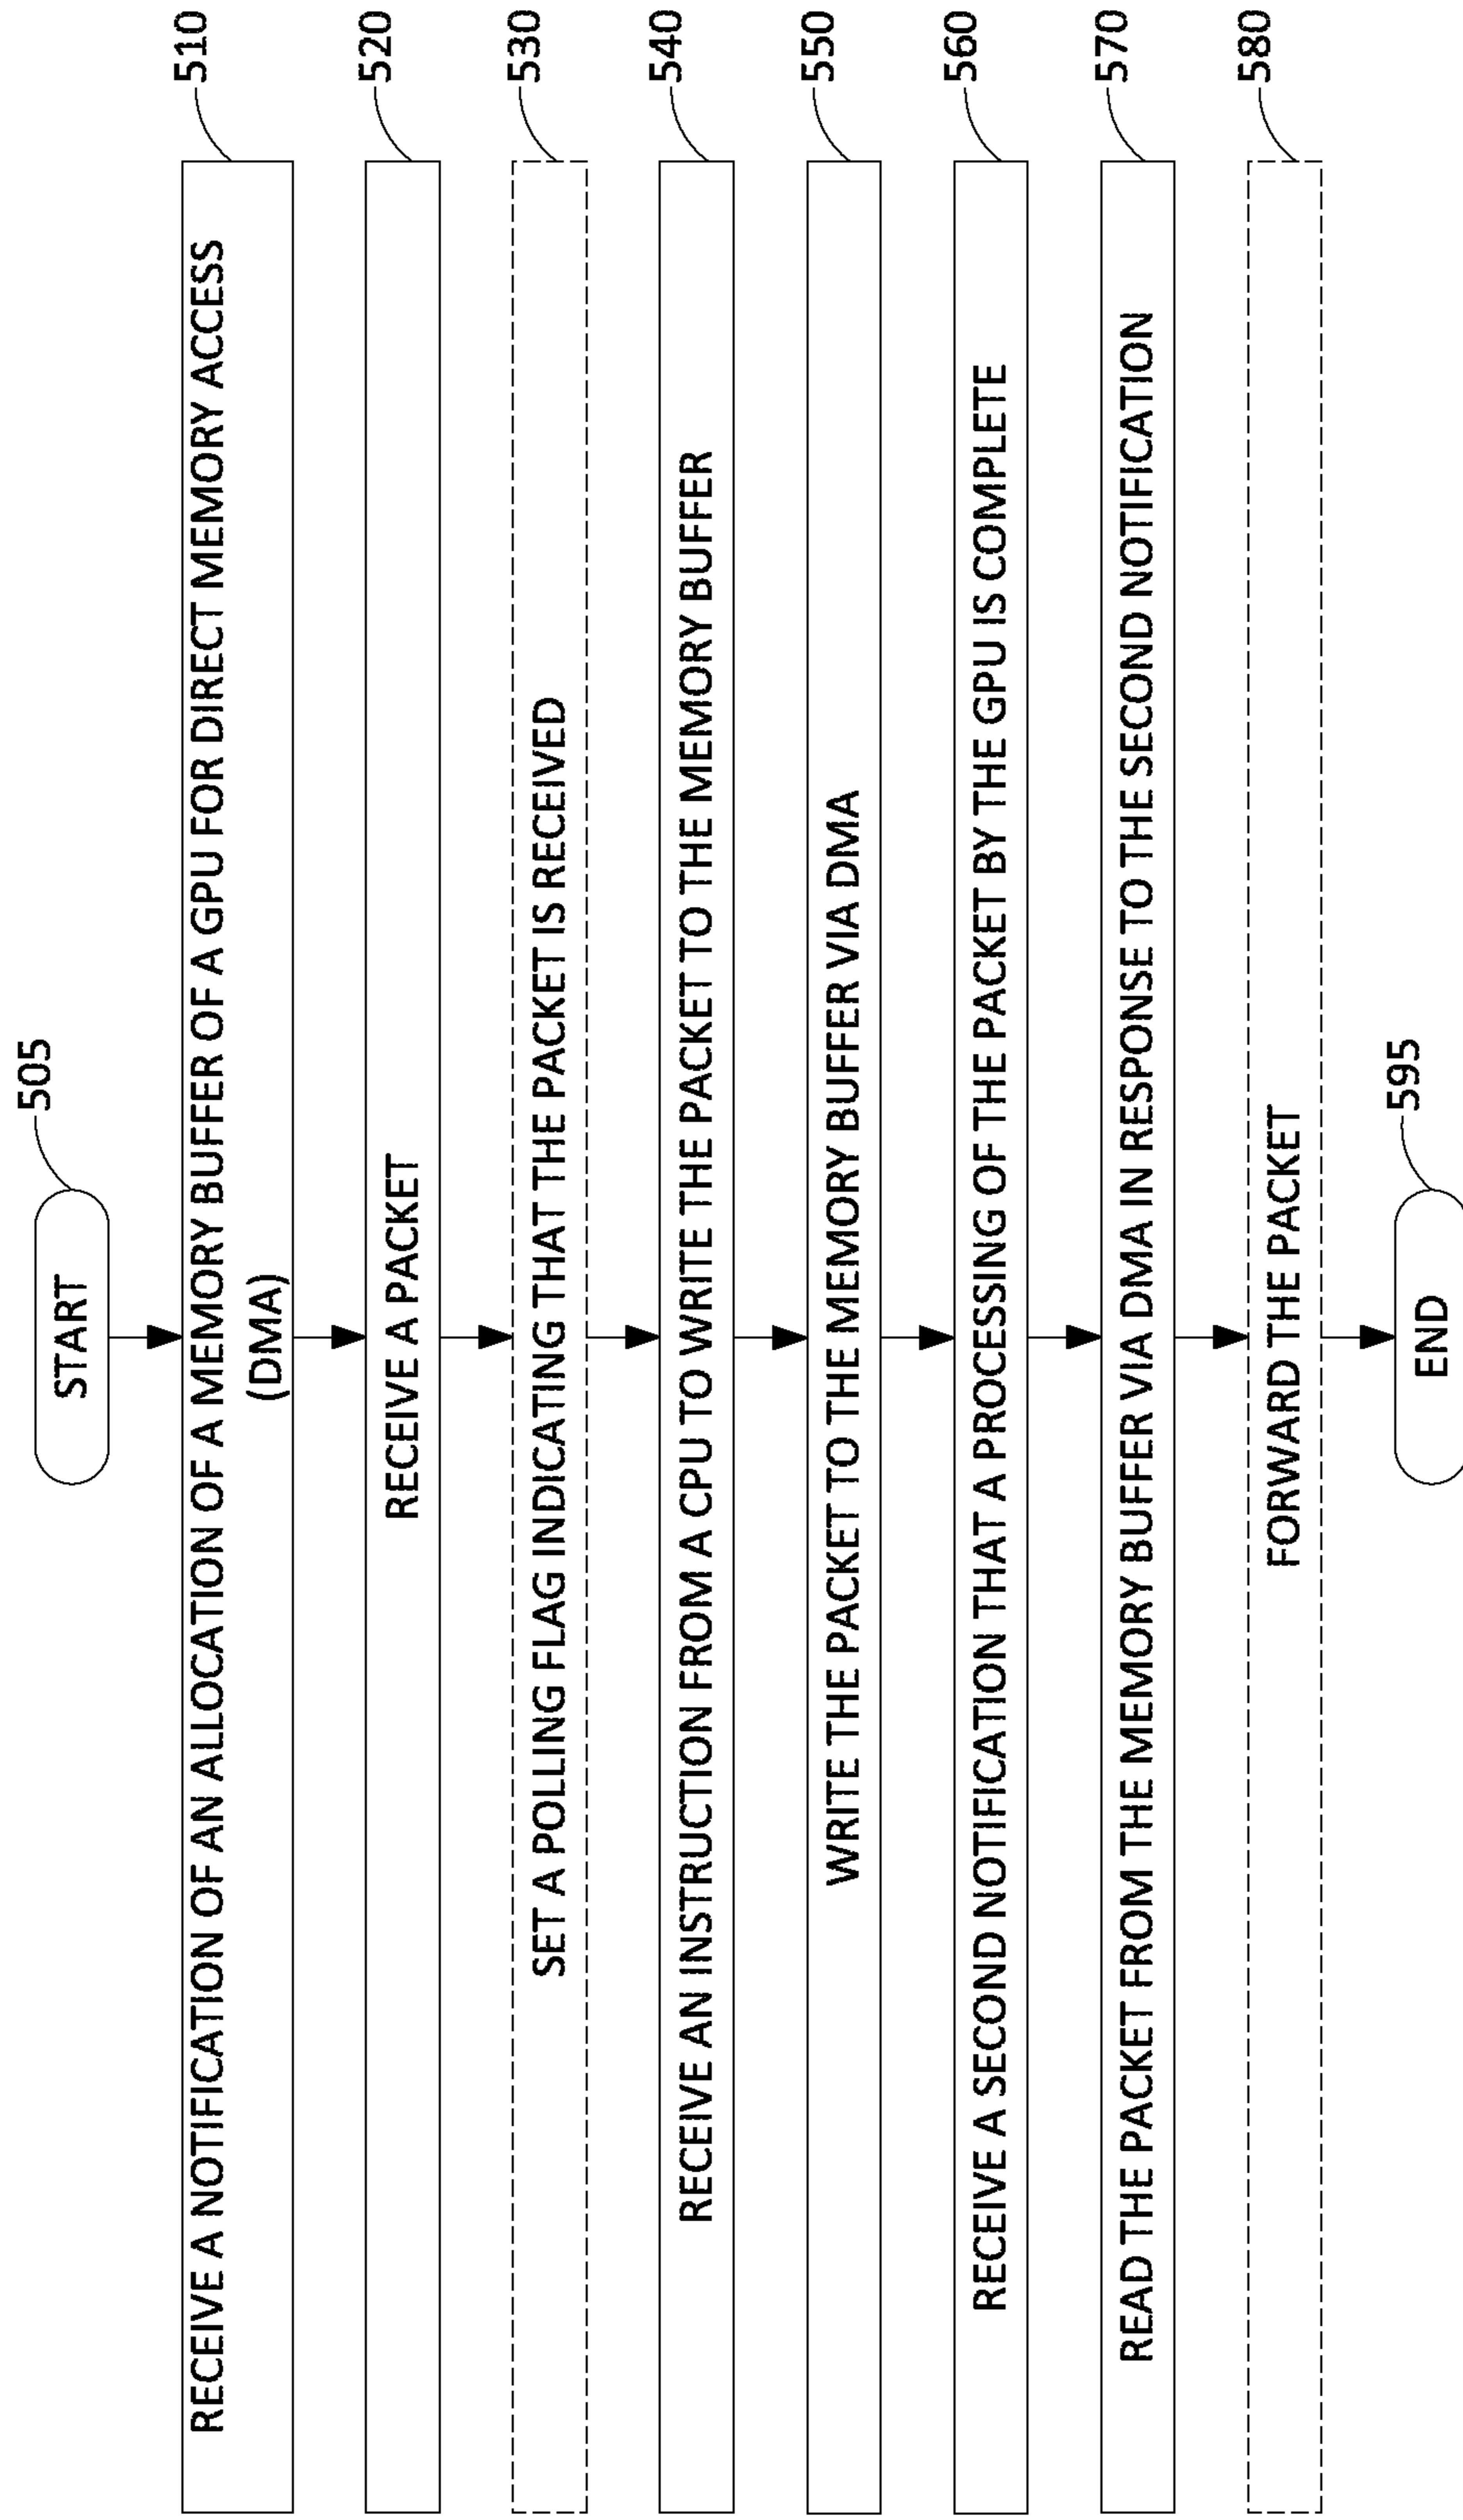 505
START
RECEIVE A NOTIFICATION OF AN ALLOCATION OF A MEMORY BUFFER OF A GPU FOR DIRECT MEMORY ACCESS
(DMA)
510
RECEIVE A PACKET
520
SET A POLLING FLAG INDICATING THAT THE PACKET IS RECEIVED
530
RECEIVE AN INSTRUCTION FROM A CPU TO WRITE THE PACKET TO THE MEMORY BUFFER
540
WRITE THE PACKET TO THE MEMORY BUFFER VIA DMA
550
RECEIVE A SECOND NOTIFICATION THAT A PROCESSING OF THE PACKET BY THE GPU IS COMPLETE
560
READ THE PACKET FROM THE MEMORY BUFFER VIA DMA IN RESPONSE TO THE SECOND NOTIFICATION
570
FORWARD THE PACKET
580
595
END